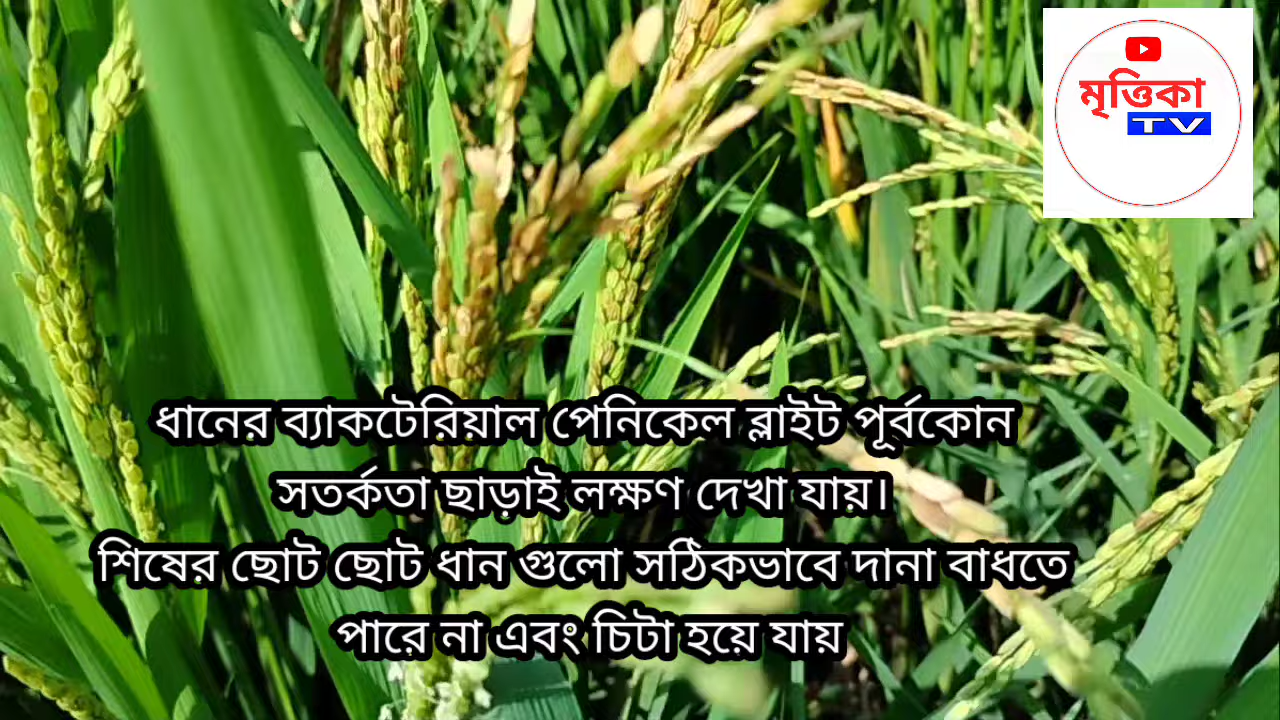 মৃত্তিকা
TV
ধানের ব্যাকটেরিয়াল পেনিকেল ব্লাইট পূর্বকোন
সতর্কতা ছাড়াই লক্ষণ দেখা যায়।
শিষের ছোট ছোট ধান গুলো সঠিকভাবে দানা বাধতে
পারে না এবং চিটা হয়ে যায়